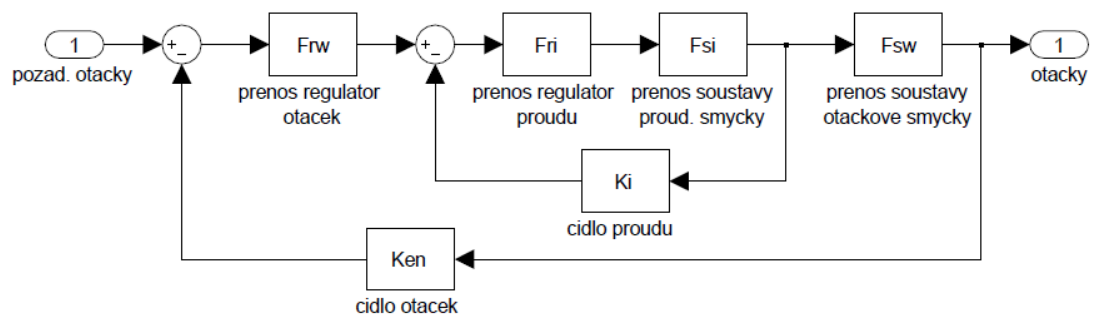 1
pozad. otacky
+
−
Frw
prenos regulator
otacek
+
−
Fri
prenos regulator
proudu
Fsi
prenos soustavy
proud. smycky
Fsw
prenos soustavy
otackove smycky
1
otacky
Ki
cidlo proudu
Ken
cidlo otacek